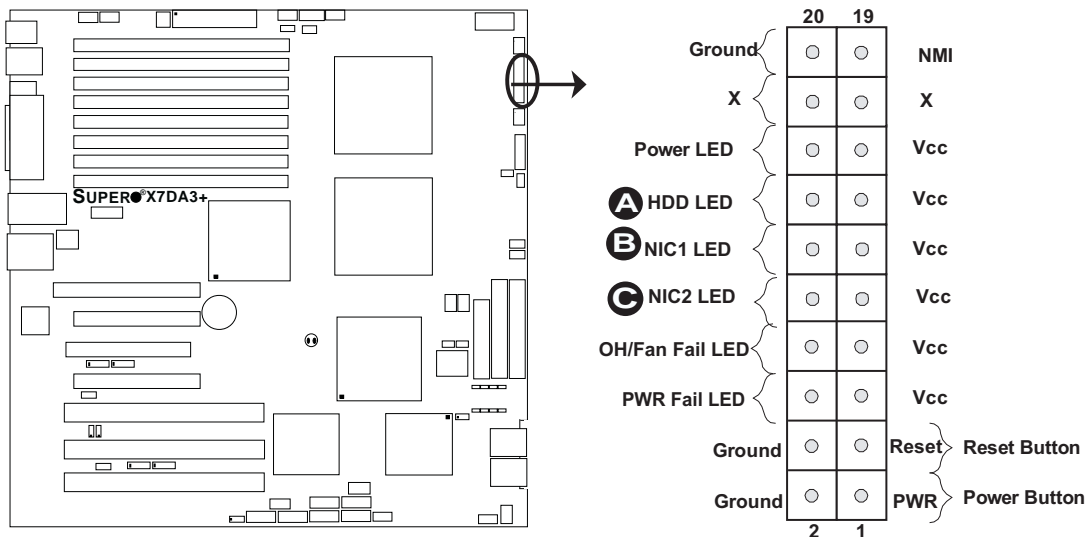 20 19
Ground NMI
X X
Power LED Vcc
A HDD LED Vcc
B NIC1 LED Vcc
C NIC2 LED Vcc
OH/Fan Fail LED Vcc
PWR Fail LED Vcc
Ground Reset Reset Button
Ground PWR Power Button
2 1
SUPER®X7DA3+